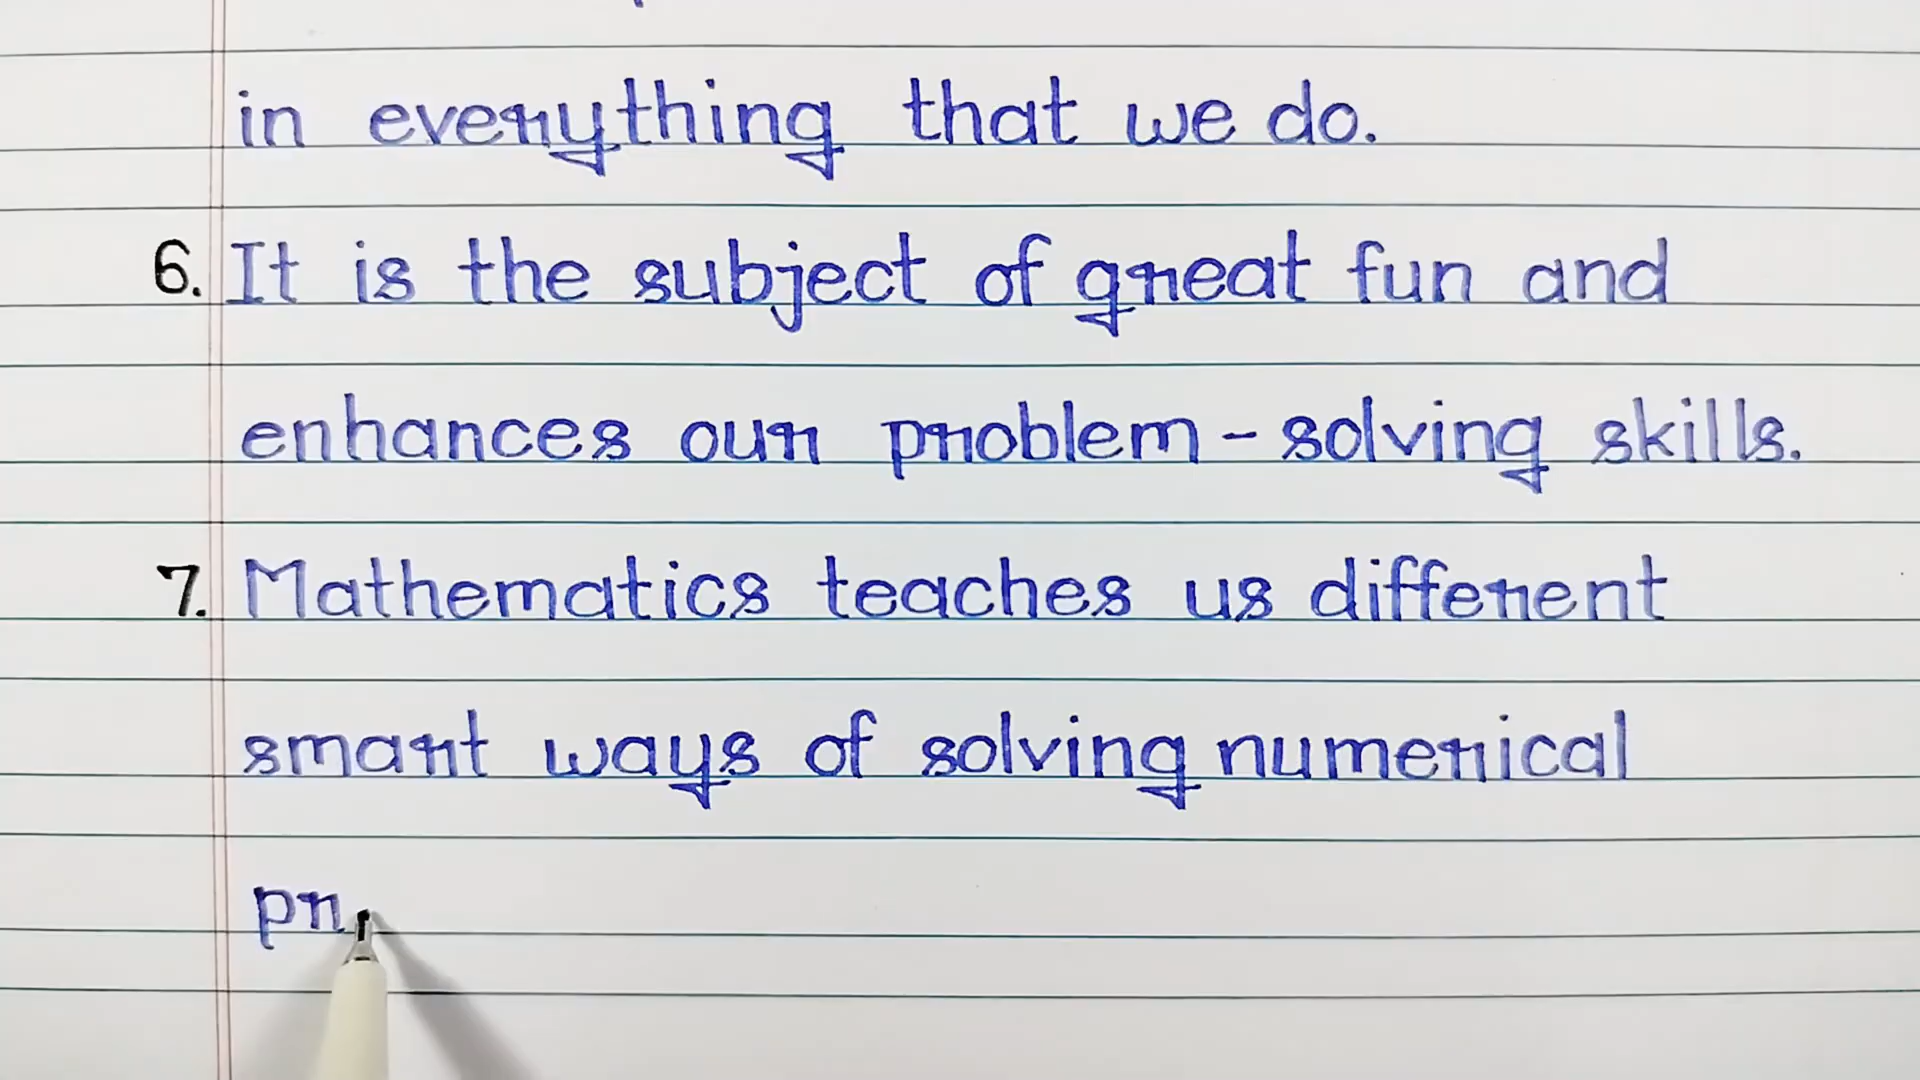 in everything that we do.
6. It is the subject of great fun and
enhances our problem - solving skills.
7. Mathematics teaches us different
smart ways of solving numerical
pr